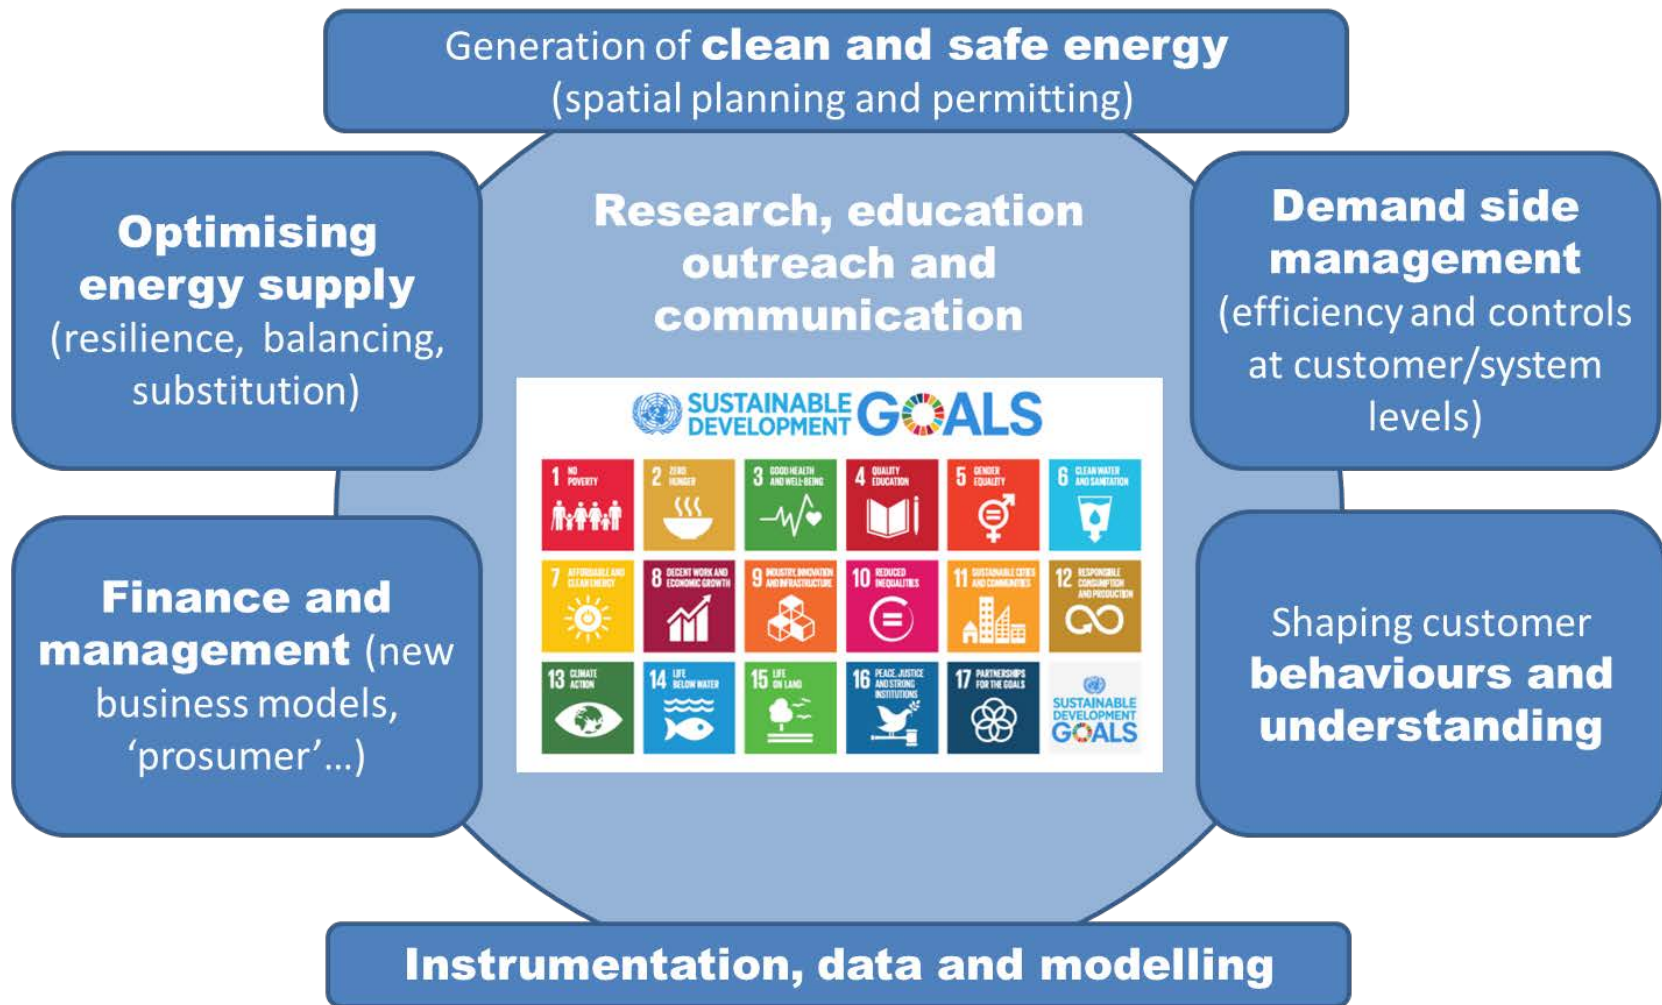 Generation of clean and safe energy
(spatial planning and permitting)
Optimising
energy supply
(resilience, balancing,
substitution)
Research, education
outreach and
communication
Demand side
management
(efficiency and controls
at customer/system
levels)
SUSTAINABLE
DEVELOPMENT
GOALS
1 NO
POVERTY
2 ZERO
HUNGER
3 GOOD HEALTH
AND WELL-BEING
4 QUALITY
EDUCATION
5 GENDER
EQUALITY
6 CLEAN WATER
AND SANITATION
7 AFFORDABLE AND
CLEAN ENERGY
8 DECENT WORK AND
ECONOMIC GROWTH
9 INDUSTRY, INNOVATION
AND INFRASTRUCTURE
10 REDUCED
INEQUALITIES
11 SUSTAINABLE CITIES
AND COMMUNITIES
12 RESPONSIBLE
CONSUMPTION
AND PRODUCTION
13 CLIMATE
ACTION
14 LIFE
BELOW WATER
15 LIFE
ON LAND
16 PEACE, JUSTICE
AND STRONG
INSTITUTIONS
17 PARTNERSHIPS
FOR THE GOALS
SUSTAINABLE
DEVELOPMENT
GOALS
Finance and
management (new
business models,
‘prosumer’...)
Shaping customer
behaviours and
understanding
Instrumentation, data and modelling